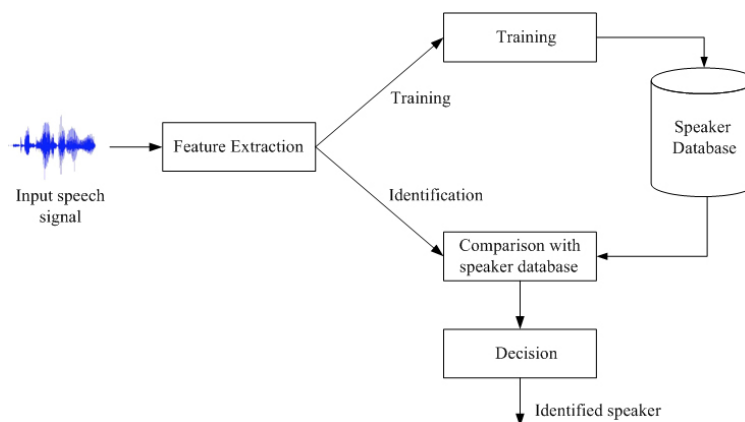 Training
Training
Speaker
Database
Feature Extraction
Input speech
signal
Identification
Comparison with
speaker database
Decision
Identified speaker